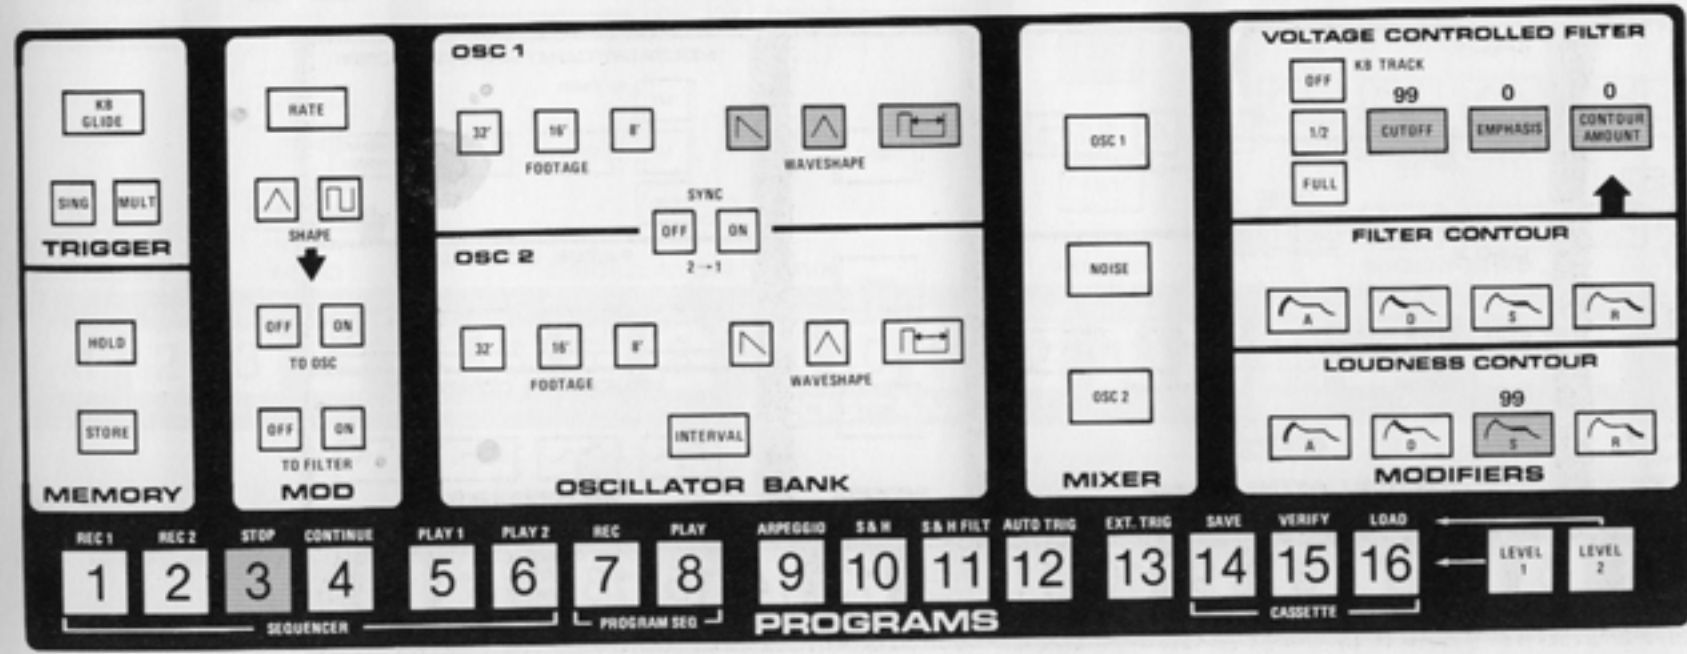 KB
GLIDE
SING MULT
TRIGGER
HOLD
STORE
MEMORY
RATE
SHAPE
OFF ON
TO OSC
OFF ON
TO FILTER
MOD
OSC 1
32' 16' 8'
FOOTAGE
WAVESHAPE
SYNC
OFF ON
2→1
OSC 2
32' 16' 8'
FOOTAGE
WAVESHAPE
INTERVAL
OSCILLATOR BANK
OSC 1
NOISE
OSC 2
MIXER
VOLTAGE CONTROLLED FILTER
KB TRACK
OFF
1/2
FULL
99 0 0
CUTOFF EMPHASIS CONTOUR
AMOUNT
FILTER CONTOUR
A D S R
LOUDNESS CONTOUR
99
A D S R
MODIFIERS
REC 1 REC 2 STOP CONTINUE PLAY 1 PLAY 2 REC PLAY ARPEGGIO S & H S & H FILT AUTO TRIG EXT. TRIG SAVE VERIFY LOAD
1 2 3 4 5 6 7 8 9 10 11 12 13 14 15 16
LEVEL
1
LEVEL
2
SEQUENCER PROGRAM SEQ PROGRAMS CASSETTE